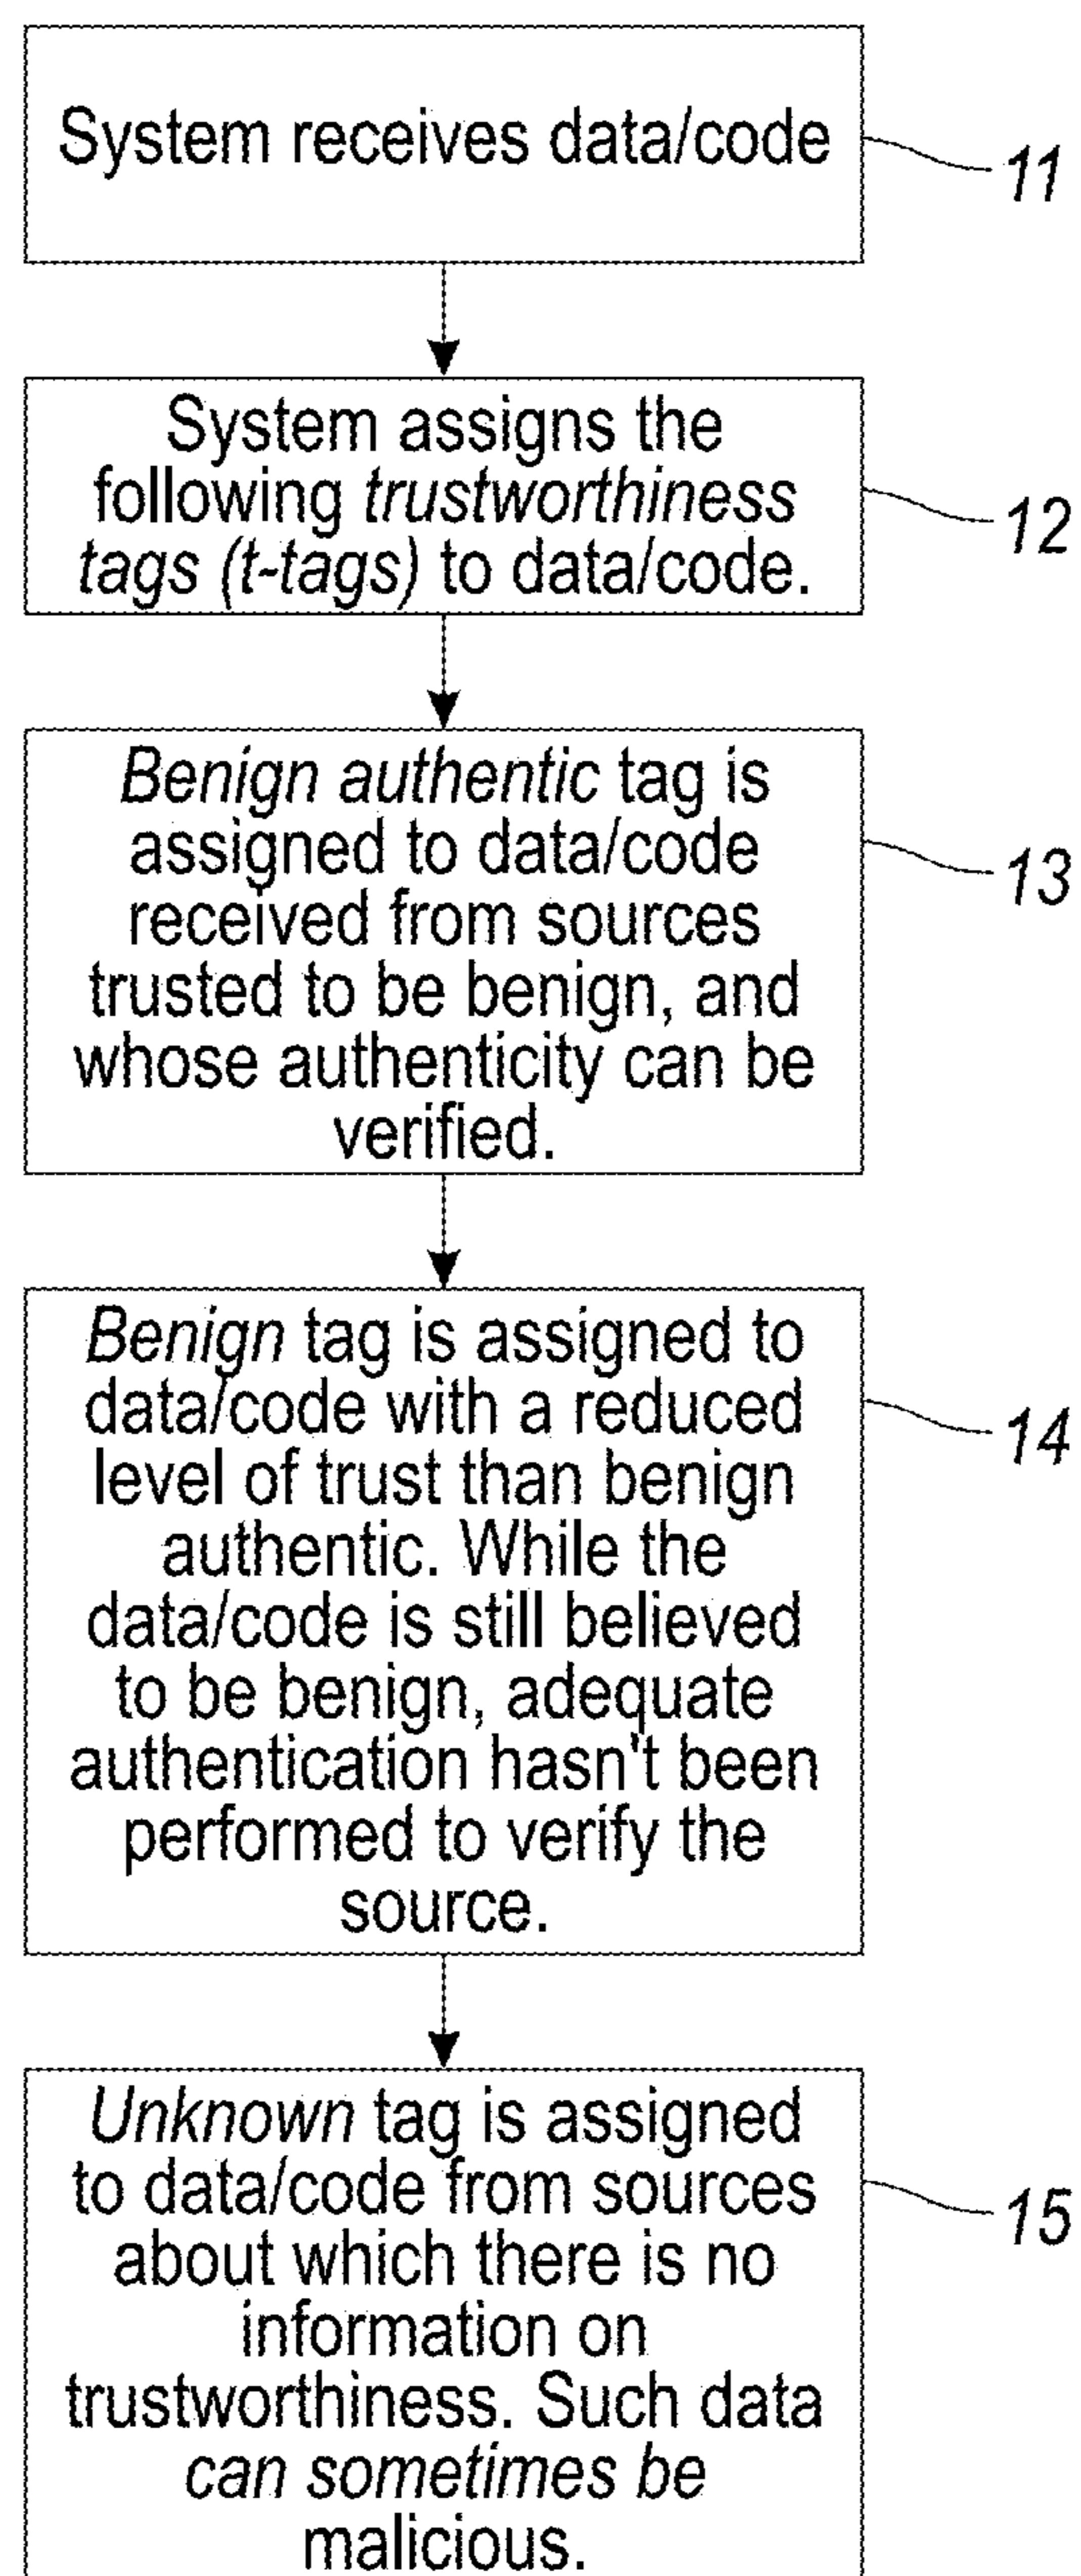 System receives data/code
11
System assigns the
following trustworthiness
tags (t-tags) to data/code.
12
Benign authentic tag is
assigned to data/code
received from sources
trusted to be benign, and
whose authenticity can be
verified.
13
Benign tag is assigned to
data/code with a reduced
level of trust than benign
authentic. While the
data/code is still believed
to be benign, adequate
authentication hasn't been
performed to verify the
source.
14
Unknown tag is assigned
to data/code from sources
about which there is no
information on
trustworthiness. Such data
can sometimes be
malicious.
15